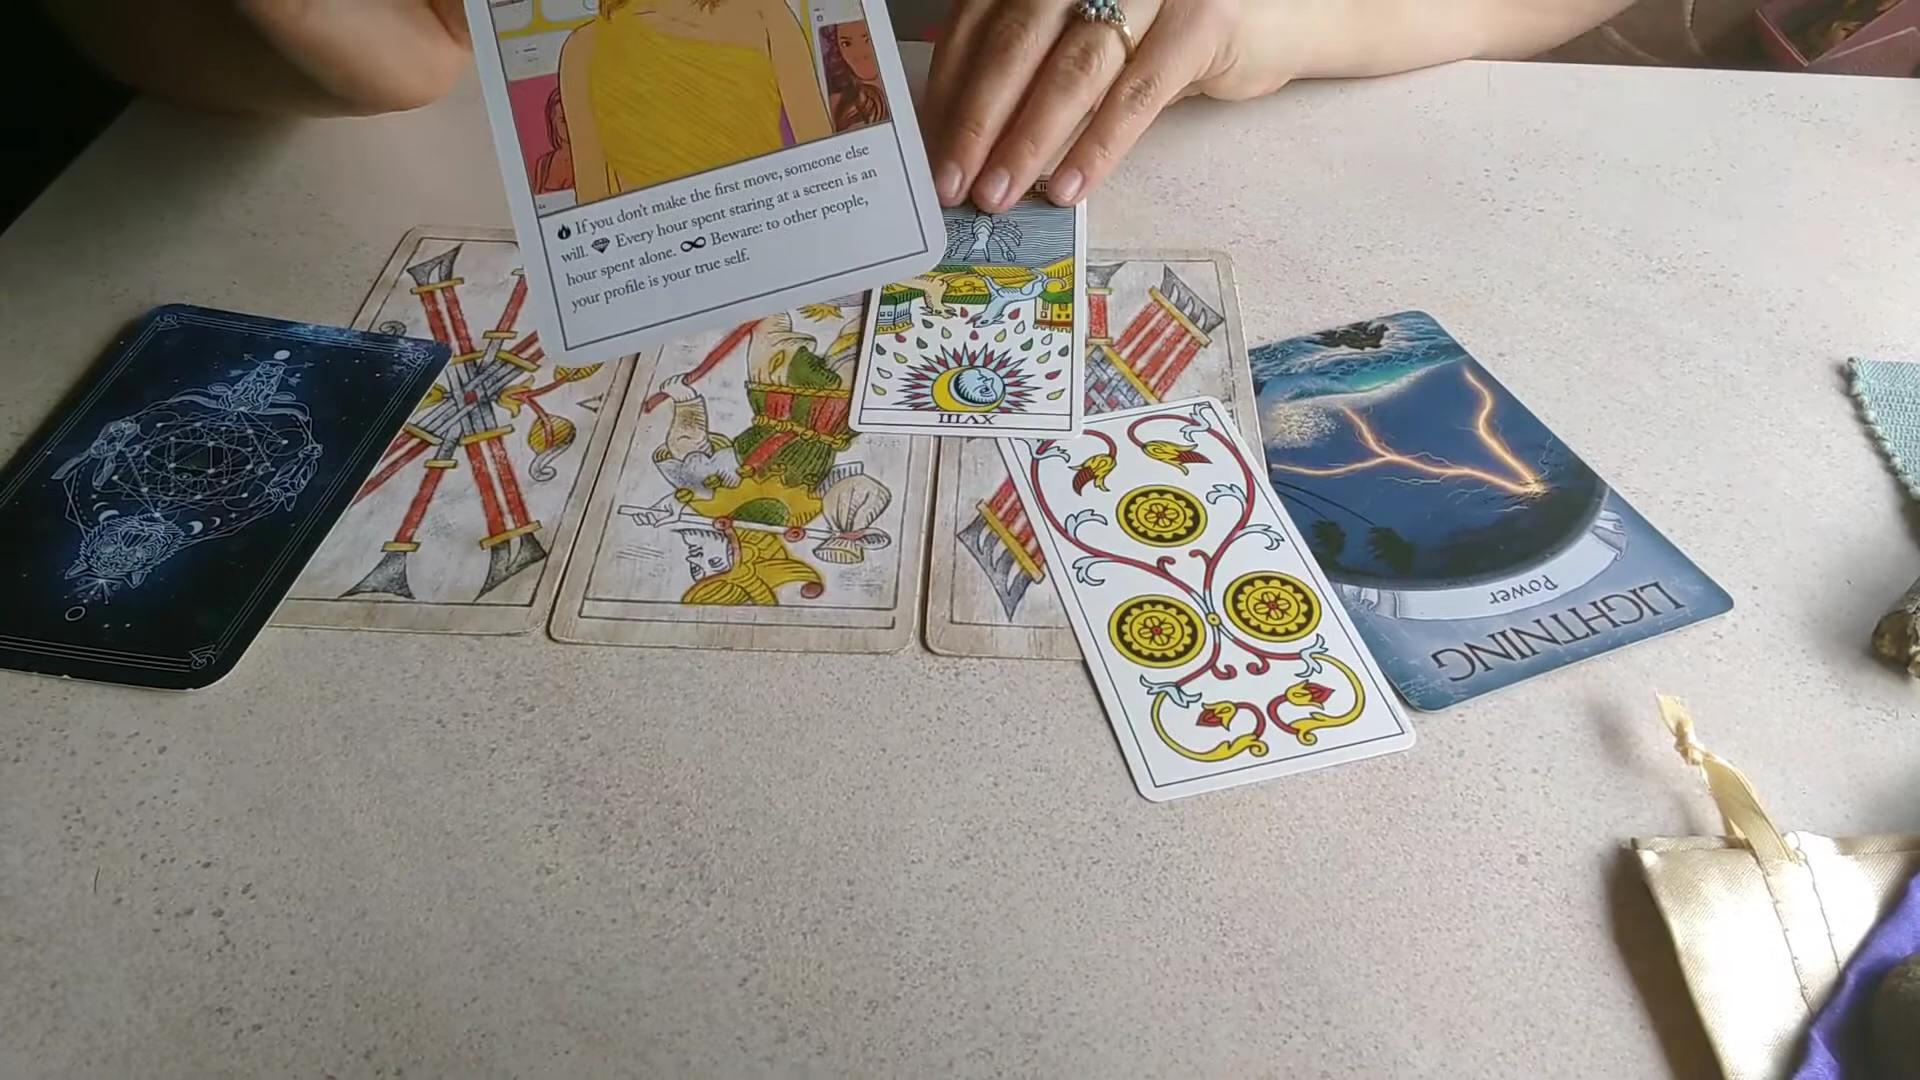 If you don't make the first move, someone else
will. Every hour spent staring at a screen is an
hour spent alone. Beware: to other people,
your profile is your true self.
XVIII
Power
LIGHTNING